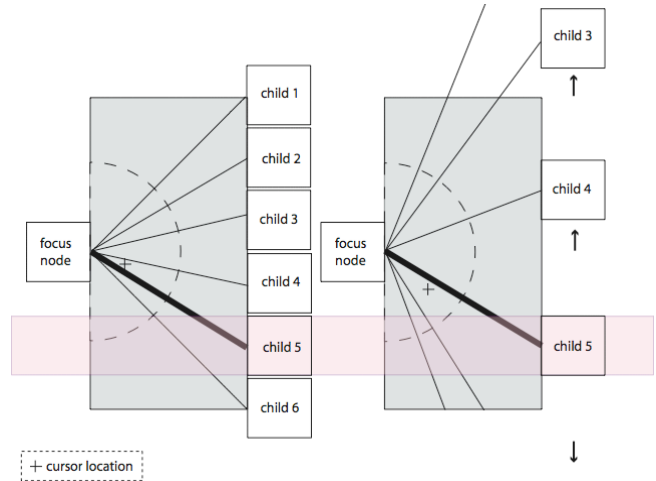 child 1
child 2
child 3
child 4
child 5
child 6
focus
node
child 3
child 4
child 5
focus
node
+ cursor location